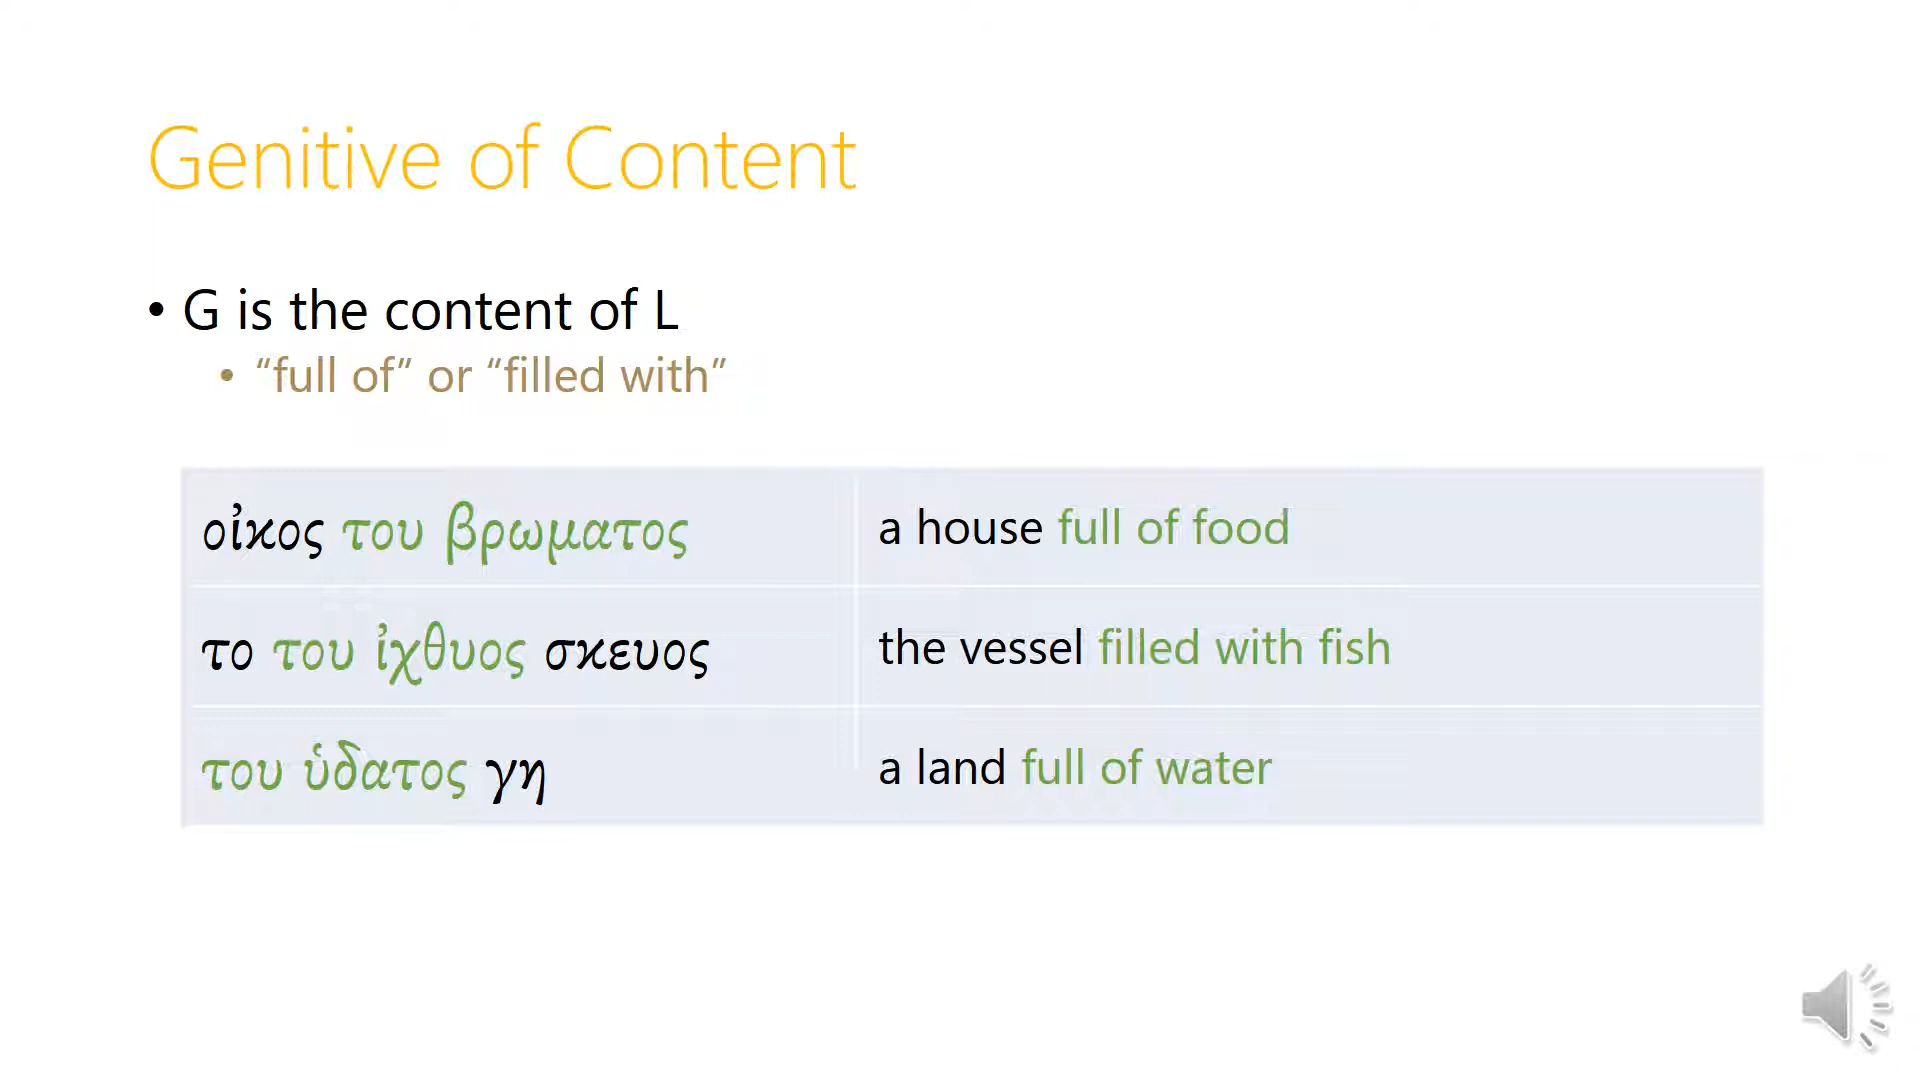 Genitive of Content
• G is the content of L
• “full of” or “filled with”
οἰκος του βρωματος a house full of food
το του ἰχθυος σκευος the vessel filled with fish
του ὑδατος γη a land full of water